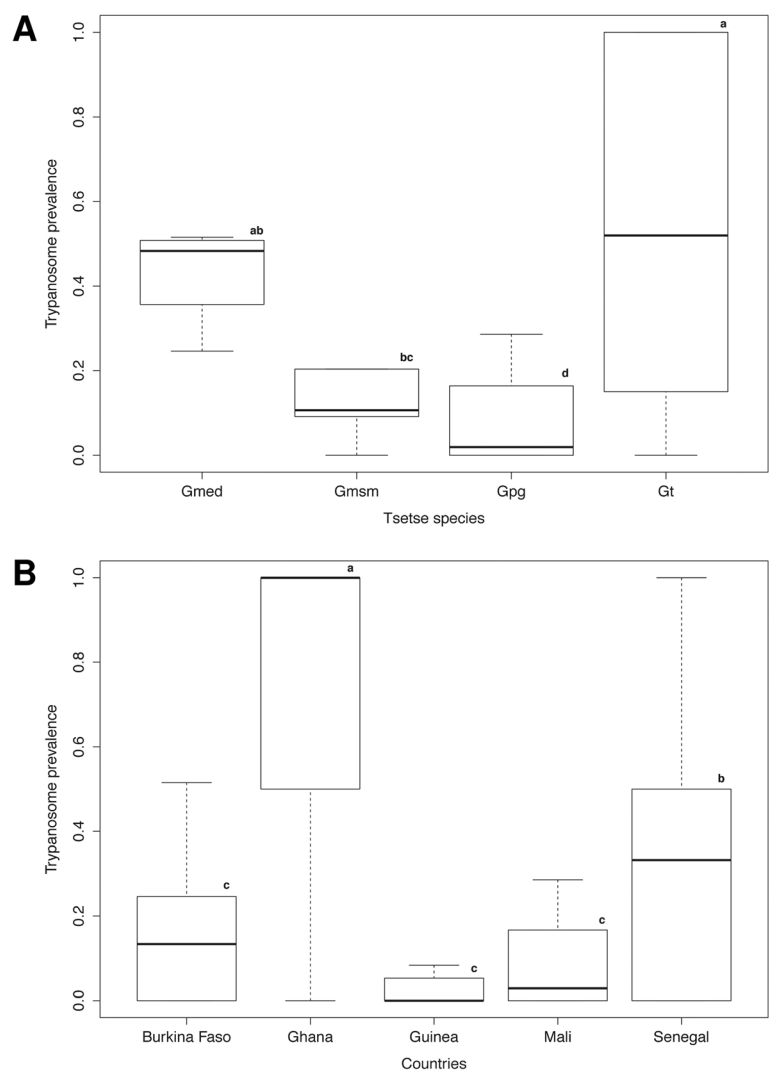 A
Trypanosome prevalence
1.0
0.8
0.6
0.4
0.2
0.0
a
ab
bc
d
Gmed Gmsm Gpg Gt
Tsetse species
B
Trypanosome prevalence
1.0
0.8
0.6
0.4
0.2
0.0
a
b
c
c
c
Burkina Faso Ghana Guinea Mali Senegal
Countries